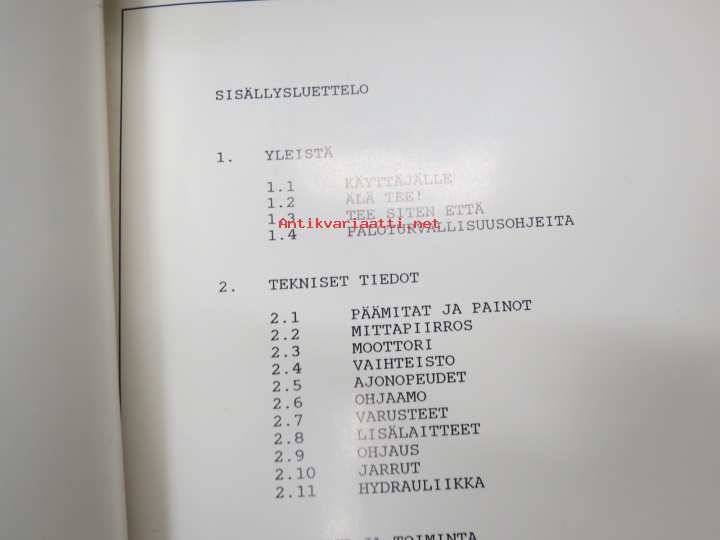 SISÄLLYSLUETTELO
1. YLEISTÄ
1.1 KÄYTTÄJÄLLE
1.2 ÄLÄ TEE!
1.3 TEE SITEN ETTÄ
Antikvariaatti.net
1.4 PALOTURVALLISUUSOHJEITA
2. TEKNISET TIEDOT
2.1 PÄÄMITAT JA PAINOT
2.2 MITTAPIIRROS
2.3 MOOTTORI
2.4 VAIHTEISTO
2.5 AJONOPEUDET
2.6 OHJAAMO
2.7 VARUSTEET
2.8 LISÄLAITTEET
2.9 OHJAUS
2.10 JARRUT
2.11 HYDRAULIIKKA
JA TOIMINTA